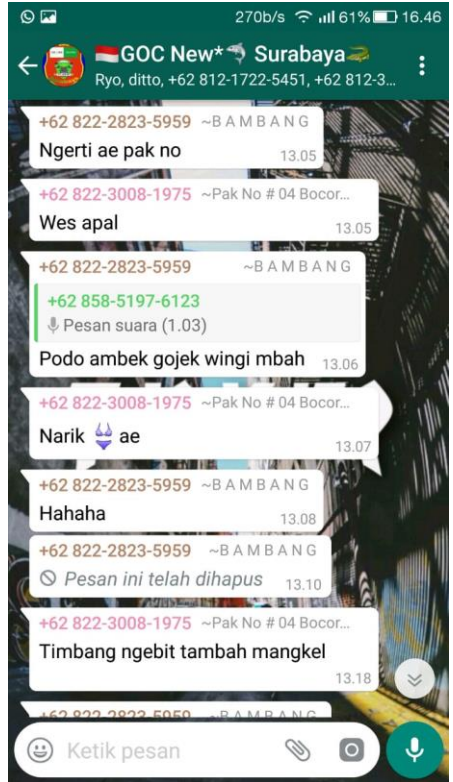 270b/s 61% 16.46
GOC New* Surabaya
Ryo, ditto, +62 812-1722-5451, +62 812-3...
+62 822-2823-5959 ~B A M B A N G
Ngerti ae pak no 13.05
+62 822-3008-1975 ~Pak No # 04 Bocor...
Wes apal 13.05
+62 822-2823-5959 ~B A M B A N G
+62 858-5197-6123
Pesan suara (1.03)
Podo ambek gojek wingi mbah 13.06
+62 822-3008-1975 ~Pak No # 04 Bocor...
Narik 👙 ae 13.07
+62 822-2823-5959 ~B A M B A N G
Hahaha 13.08
+62 822-2823-5959 ~B A M B A N G
Pesan ini telah dihapus 13.10
+62 822-3008-1975 ~Pak No # 04 Bocor...
Timbang ngebit tambah mangkel 13.18
+62 822-2823-5959 ~B A M B A N G
Ketik pesan